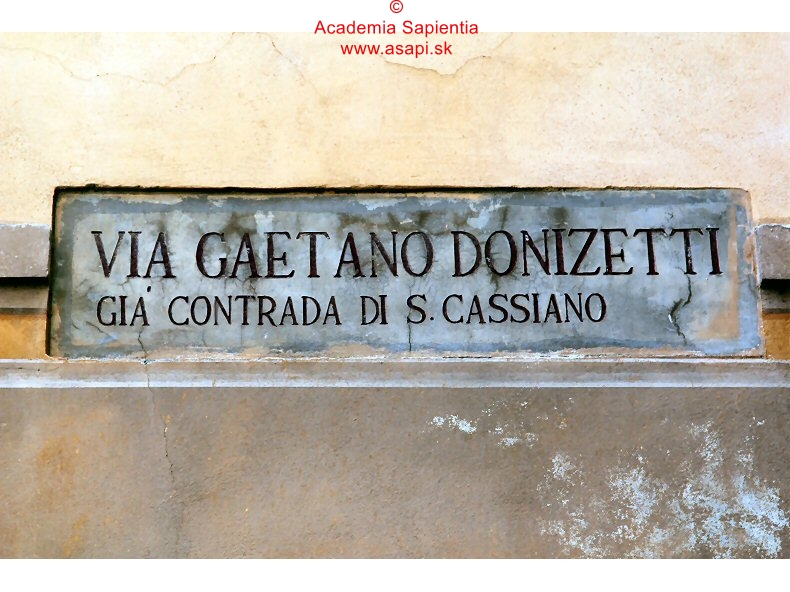 ©
Academia Sapientia
www.asapi.sk
VIA GAETANO DONIZETTI
GIA' CONTRADA DI S. CASSIANO